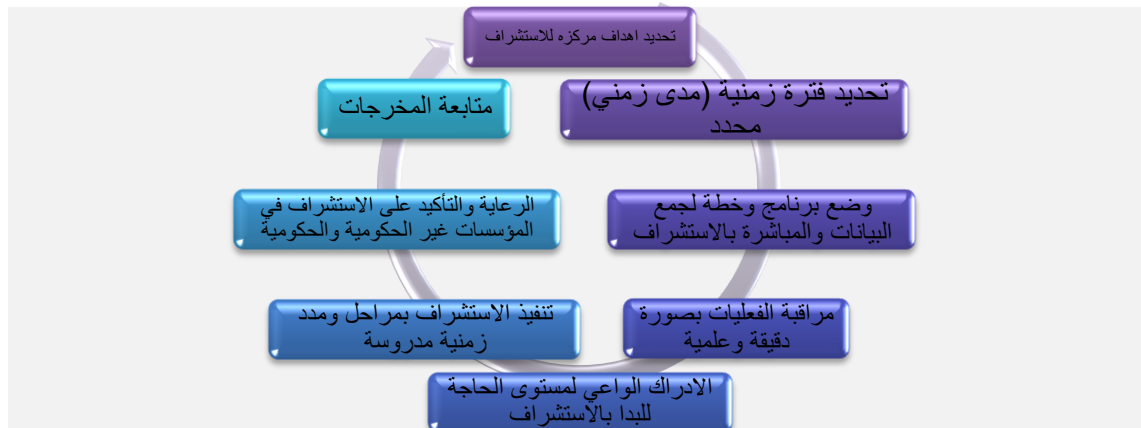 تحديد اهداف مركزه للاستشراف
تحديد فترة زمنية (مدى زمني)
محدد
وضع برنامج وخطة لجمع
البيانات والمباشرة بالاستشراف
مراقبة الفعليات بصورة
دقيقة وعلمية
الادراك الواعي لمستوى الحاجة
للبدا بالاستشراف
تنفيذ الاستشراف بمراحل ومدد
زمنية مدروسة
الرعاية والتأكيد على الاستشراف في
المؤسسات غير الحكومية والحكومية
متابعة المخرجات